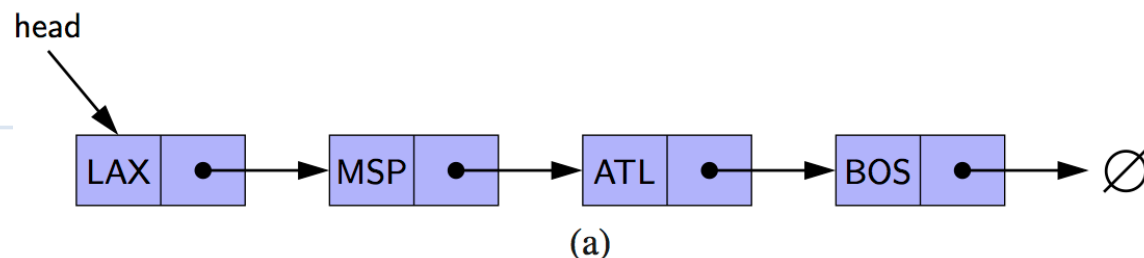 head
LAX MSP ATL BOS ∅
(a)